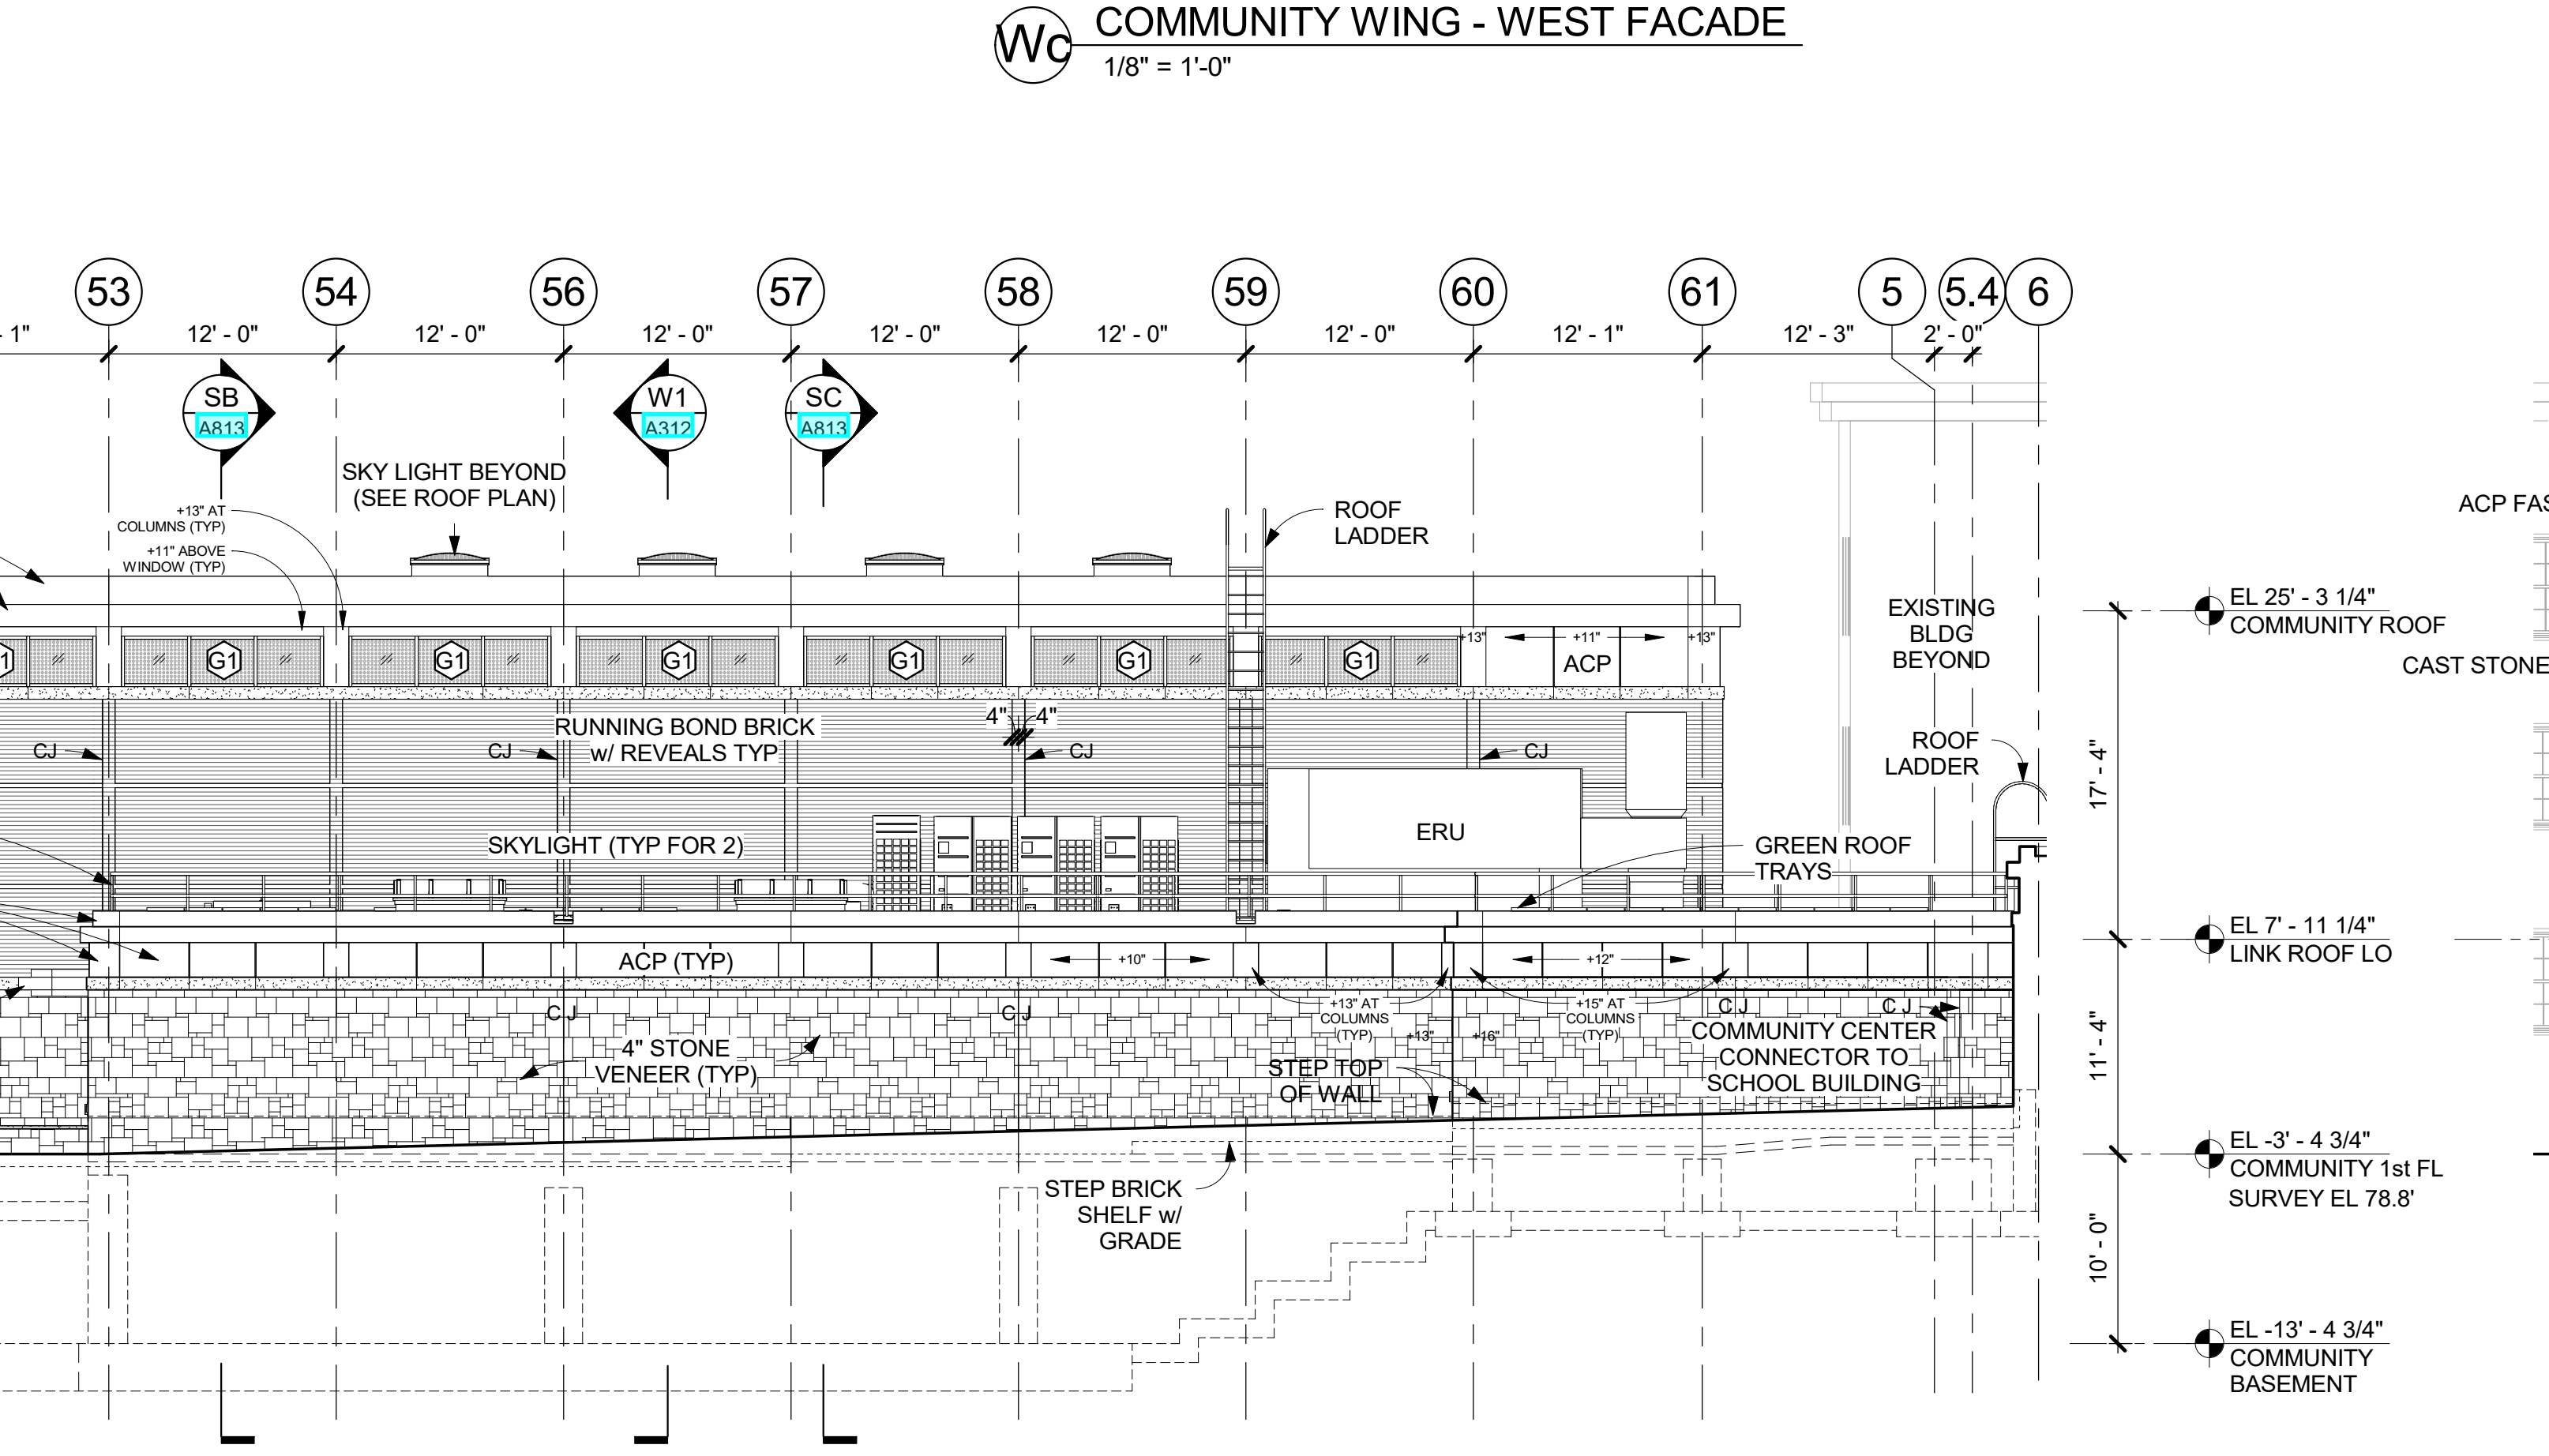 Wc
COMMUNITY WING - WEST FACADE
1/8" = 1'-0"
53
54
56
57
58
59
60
61
5
5.4
6
- 1"
12' - 0"
12' - 0"
12' - 0"
12' - 0"
12' - 0"
12' - 0"
12' - 1"
12' - 3"
2' - 0"
SB
A813
W1
A312
SC
A813
SKY LIGHT BEYOND
(SEE ROOF PLAN)
+13" AT
COLUMNS (TYP)
+11" ABOVE
WINDOW (TYP)
ROOF
LADDER
ACP FAS
EXISTING
BLDG
BEYOND
EL 25' - 3 1/4"
COMMUNITY ROOF
CAST STONE
1
G1
G1
G1
G1
G1
G1
+13"
+11"
+13"
ACP
RUNNING BOND BRICK
w/ REVEALS TYP
4"
4"
CJ
CJ
CJ
CJ
ROOF
LADDER
17' - 4"
SKYLIGHT (TYP FOR 2)
ERU
GREEN ROOF
TRAYS
EL 7' - 11 1/4"
LINK ROOF LO
ACP (TYP)
+10"
+12"
+13" AT
COLUMNS
(TYP)
+13"
+16"
+15" AT
COLUMNS
(TYP)
C J
C J
C J
C J
4" STONE
VENEER (TYP)
STEP TOP
OF WALL
COMMUNITY CENTER
CONNECTOR TO
SCHOOL BUILDING
11' - 4"
EL -3' - 4 3/4"
COMMUNITY 1st FL
SURVEY EL 78.8'
STEP BRICK
SHELF w/
GRADE
10' - 0"
EL -13' - 4 3/4"
COMMUNITY
BASEMENT